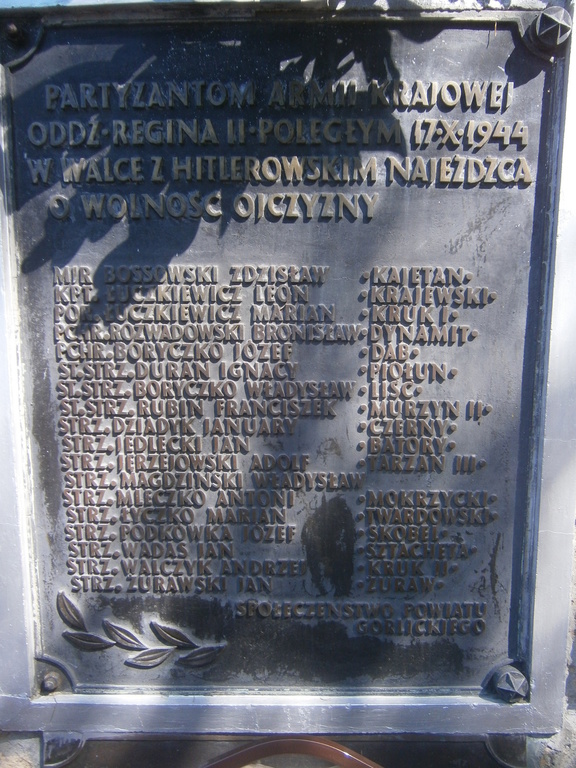 PARTYZANTOM ARMII KRAJOWEJ
ODDZ·REGINA II·POLEGŁYM 17·X·1944
W WALCE Z HITLEROWSKIM NAJEŹDŹCĄ
O WOLNOŚĆ OJCZYZNY
MJR BOSSOWSKI ZDZISŁAW ·KAJETAN·
KPT. ŁUCZKIEWICZ LEON ·KRAJEWSKI·
POR. ŁUCZKIEWICZ MARIAN ·KRUK I·
PCHR. ROZWADOWSKI BRONISŁAW ·DYNAMIT·
PCHR. BORYCZKO JÓZEF ·DĄB·
ST.STRZ. DURAN IGNACY ·PIOŁUN·
ST.STRZ. BORYCZKO WŁADYSŁAW ·LIŚĆ·
ST.STRZ. RUBIN FRANCISZEK ·MURZYN II·
STRZ. DZIADYK JANUARY ·CZERNY·
STRZ. JEDLECKI JAN ·BATORY·
STRZ. JERZEJOWSKI ADOLF ·TARZAN III·
STRZ. MAGDZIŃSKI WŁADYSŁAW
STRZ. MLECZKO ANTONI ·MOKRZYCKI·
STRZ. ŁYCZKO MARIAN ·TWARDOWSKI·
STRZ. PODKÓWKA JÓZEF ·SKOBEL·
STRZ. WADAS JAN ·SZTACHETA·
STRZ. WALCZYK ANDRZEJ ·KRUK II·
STRZ. ŻURAWSKI JAN ·ŻURAW·
SPOŁECZEŃSTWO POWIATU
GORLICKIEGO